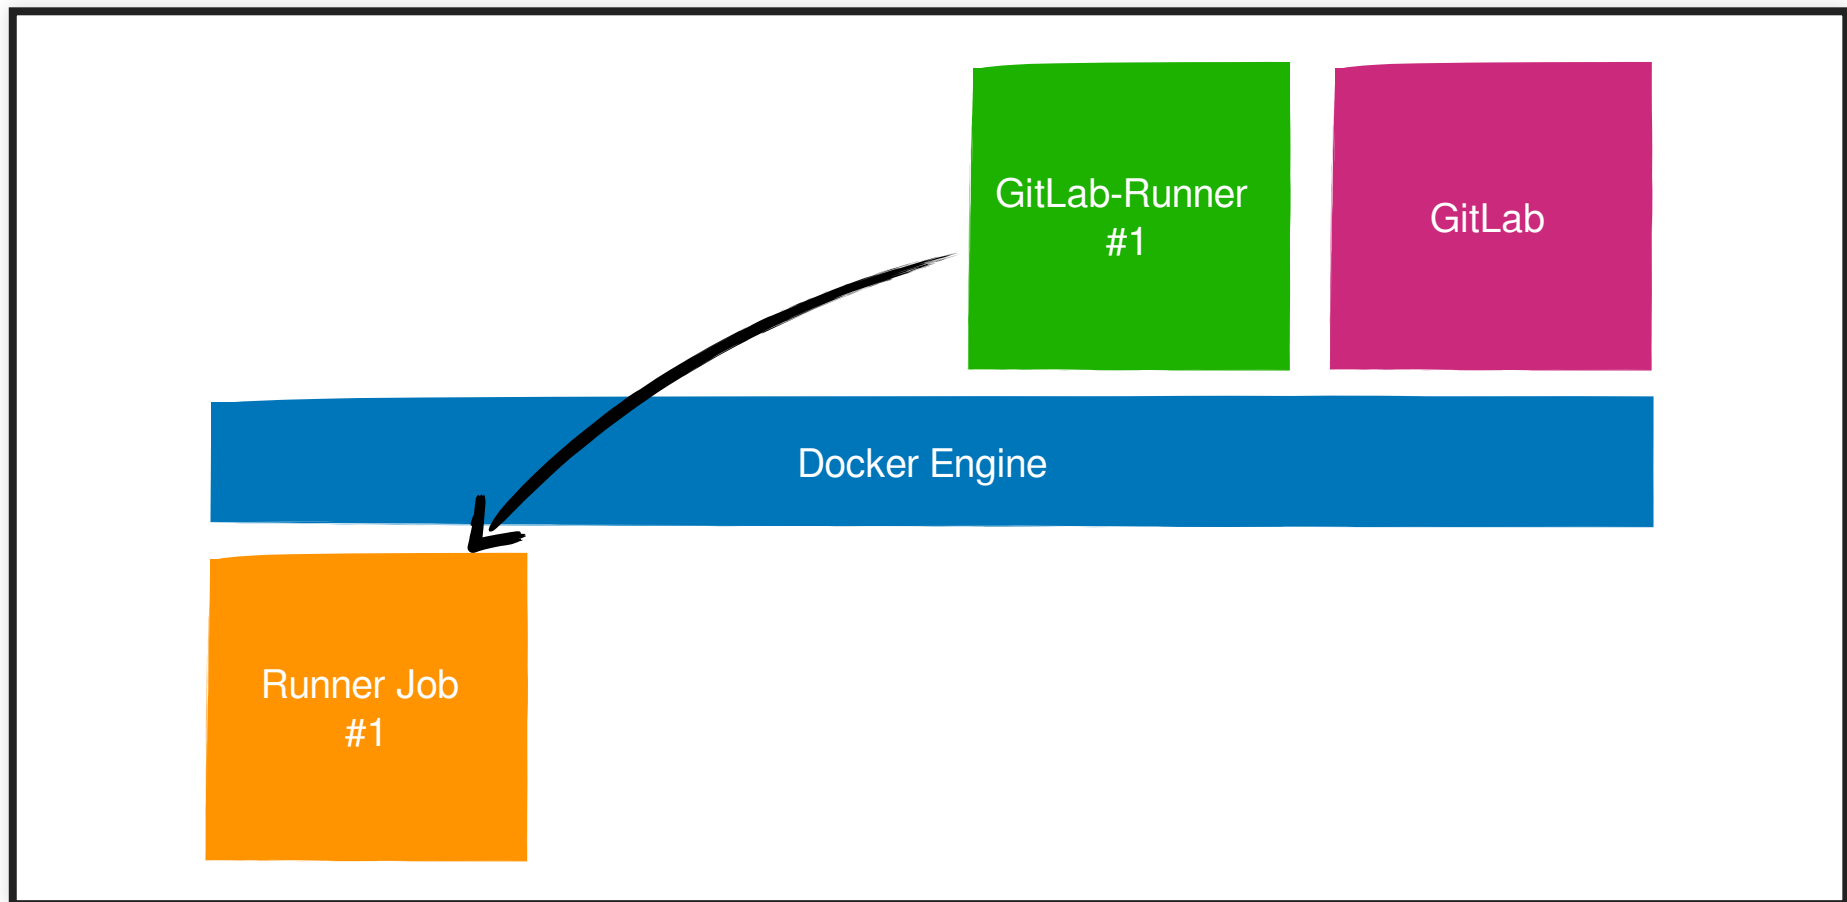 GitLab-Runner
#1
GitLab
Docker Engine
Runner Job
#1